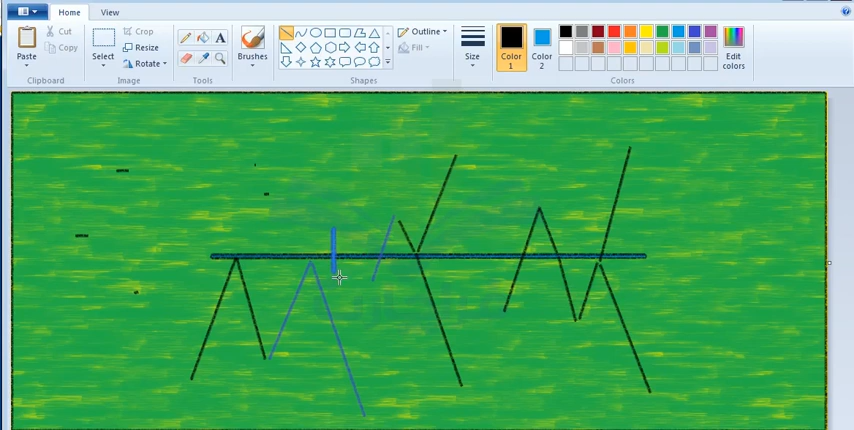 Home View
Paste
Cut
Copy
Clipboard
Select
Crop
Resize
Rotate
Image
A
Tools
Brushes
Outline
Fill
Shapes
Size
Color
1
Color
2
Edit
colors
Colors